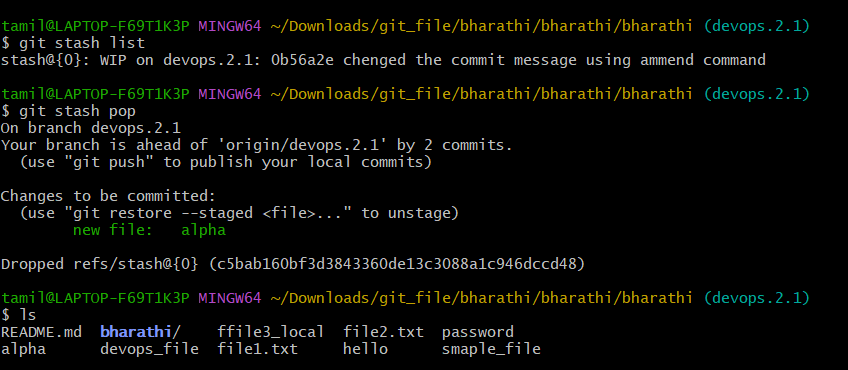 tamil@LAPTOP-F69T1K3P MINGW64 ~/Downloads/git_file/bharathi/bharathi/bharathi (devops.2.1)
$ git stash list
stash@{0}: WIP on devops.2.1: 0b56a2e chenged the commit message using ammend command
tamil@LAPTOP-F69T1K3P MINGW64 ~/Downloads/git_file/bharathi/bharathi/bharathi (devops.2.1)
$ git stash pop
On branch devops.2.1
Your branch is ahead of 'origin/devops.2.1' by 2 commits.
  (use "git push" to publish your local commits)
Changes to be committed:
  (use "git restore --staged <file>..." to unstage)
        new file:   alpha
Dropped refs/stash@{0} (c5bab160bf3d3843360de13c3088a1c946dccd48)
tamil@LAPTOP-F69T1K3P MINGW64 ~/Downloads/git_file/bharathi/bharathi/bharathi (devops.2.1)
$ ls
README.md  bharathi/    ffile3_local  file2.txt  password
alpha      devops_file  file1.txt     hello      smaple_file